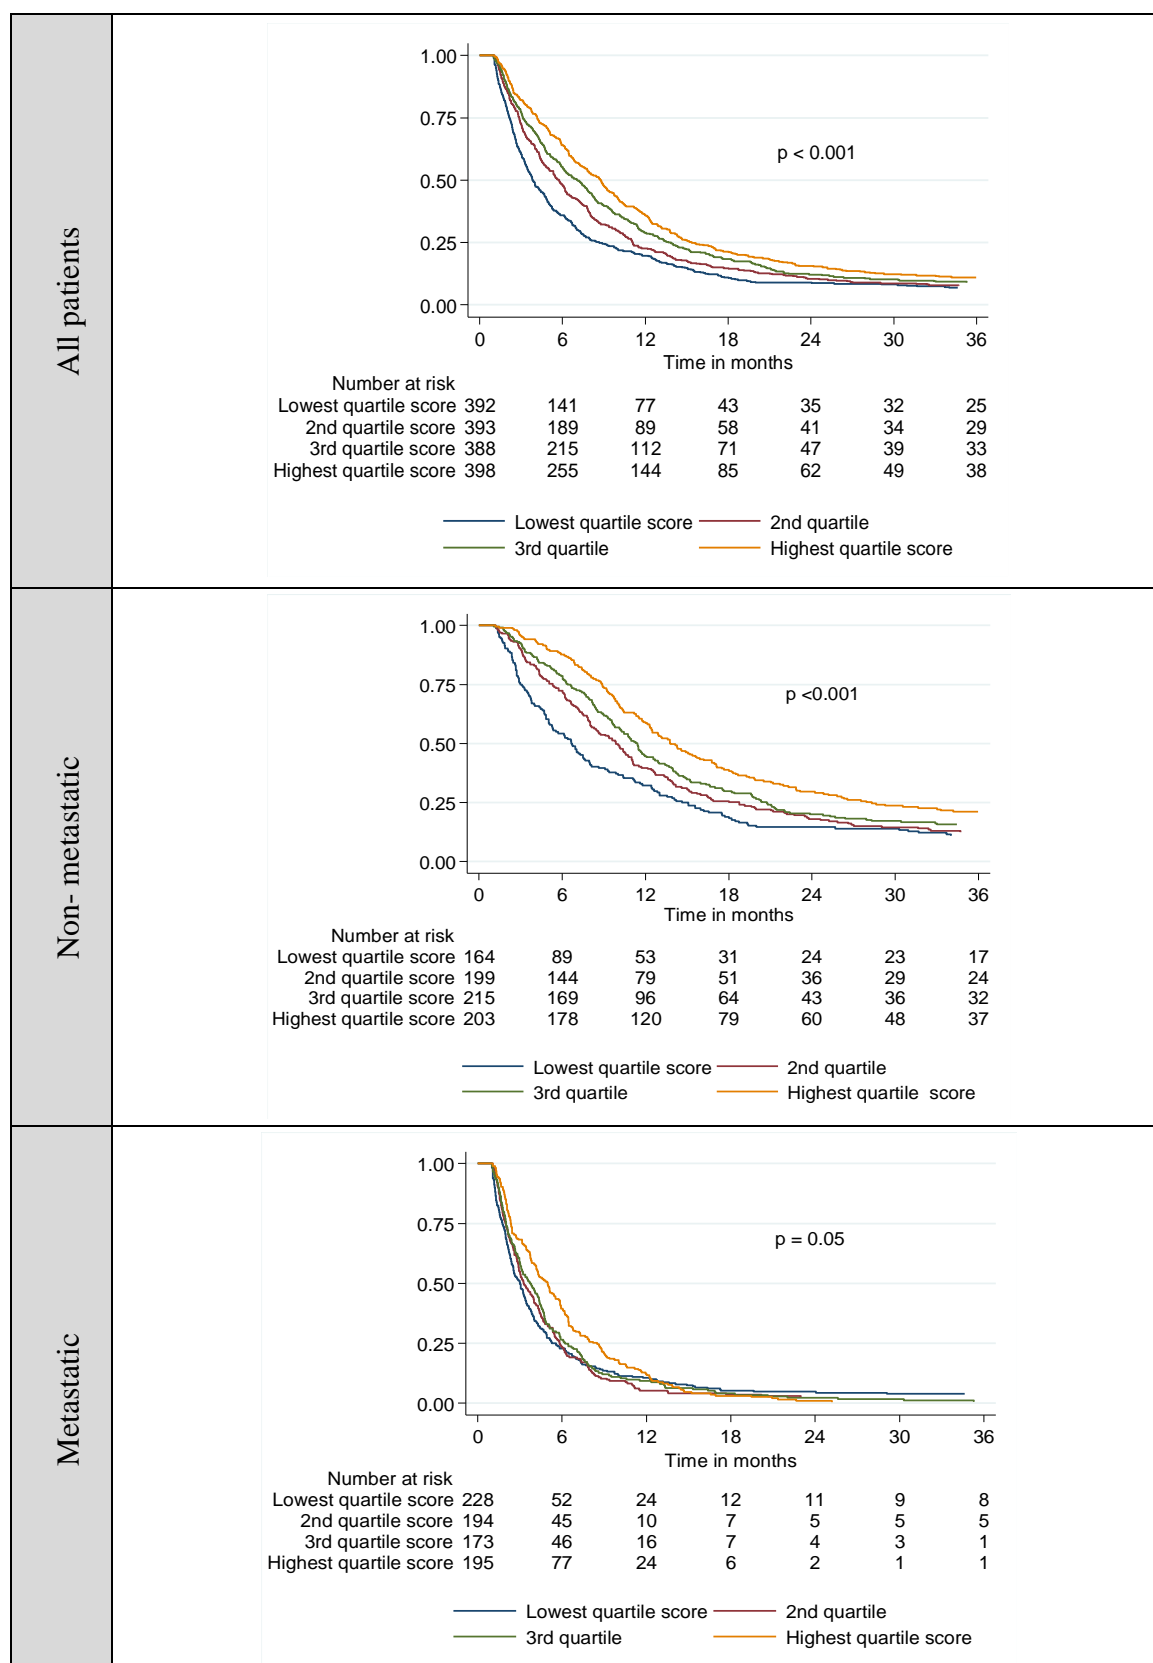 All patients
1.00
0.75
0.50
0.25
0.00
p < 0.001
0 6 12 18 24 30 36
Time in months
Number at risk
Lowest quartile score 392 141 77 43 35 32 25
2nd quartile score 393 189 89 58 41 34 29
3rd quartile score 388 215 112 71 47 39 33
Highest quartile score 398 255 144 85 62 49 38
Lowest quartile score 2nd quartile
3rd quartile Highest quartile score
Non- metastatic
1.00
0.75
0.50
0.25
0.00
p <0.001
0 6 12 18 24 30 36
Time in months
Number at risk
Lowest quartile score 164 89 53 31 24 23 17
2nd quartile score 199 144 79 51 36 29 24
3rd quartile score 215 169 96 64 43 36 32
Highest quartile score 203 178 120 79 60 48 37
Lowest quartile score 2nd quartile
3rd quartile Highest quartile score
Metastatic
1.00
0.75
0.50
0.25
0.00
p = 0.05
0 6 12 18 24 30 36
Time in months
Number at risk
Lowest quartile score 228 52 24 12 11 9 8
2nd quartile score 194 45 10 7 5 5 5
3rd quartile score 173 46 16 7 4 3 1
Highest quartile score 195 77 24 6 2 1 1
Lowest quartile score 2nd quartile
3rd quartile Highest quartile score